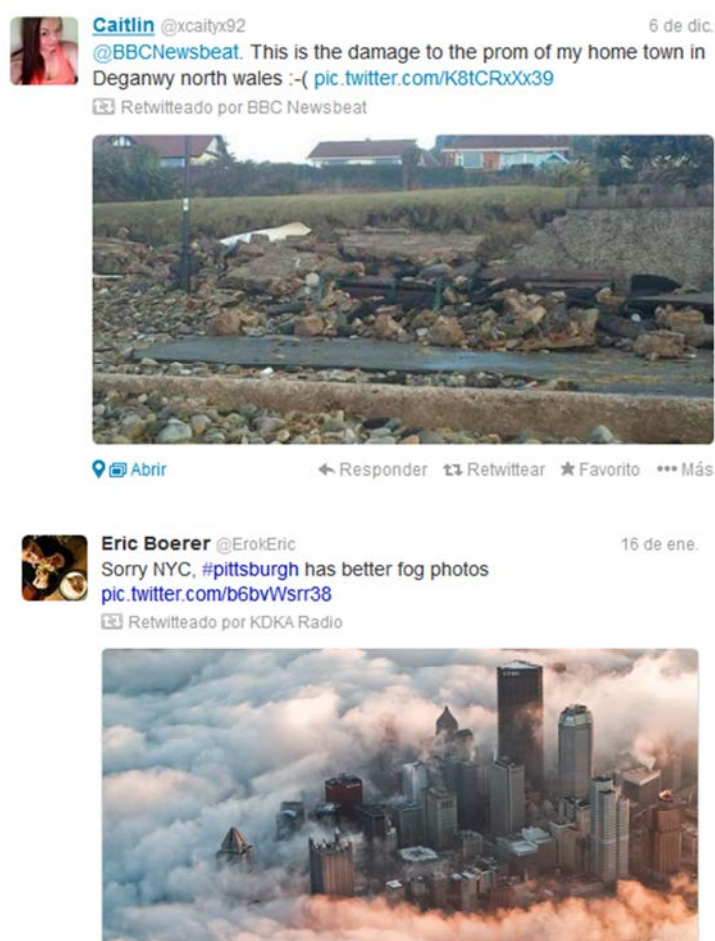 Caitlin @xcaityx92 6 de dic.
@BBCNewsbeat. This is the damage to the prom of my home town in
Deganwy north wales :-( pic.twitter.com/K8tCRxXx39
Retwitteado por BBC Newsbeat
Abrir Responder Retwittear Favorito Más
Eric Boerer @ErokEric 16 de ene.
Sorry NYC, #pittsburgh has better fog photos
pic.twitter.com/b6bvWsrr38
Retwitteado por KDKA Radio